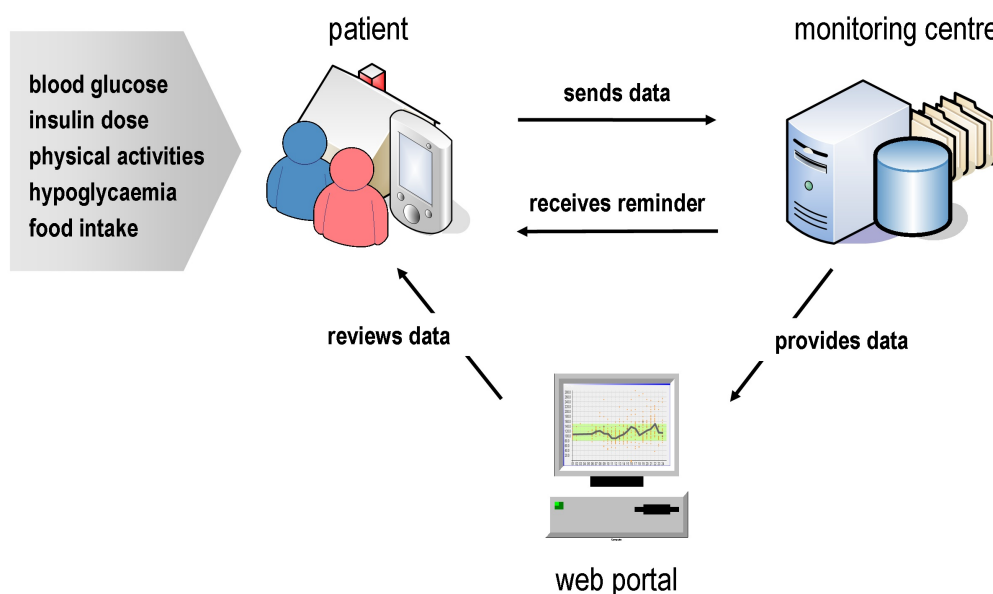 patient
monitoring centre
blood glucose
insulin dose
physical activities
hypoglycaemia
food intake
sends data
receives reminder
reviews data
provides data
web portal